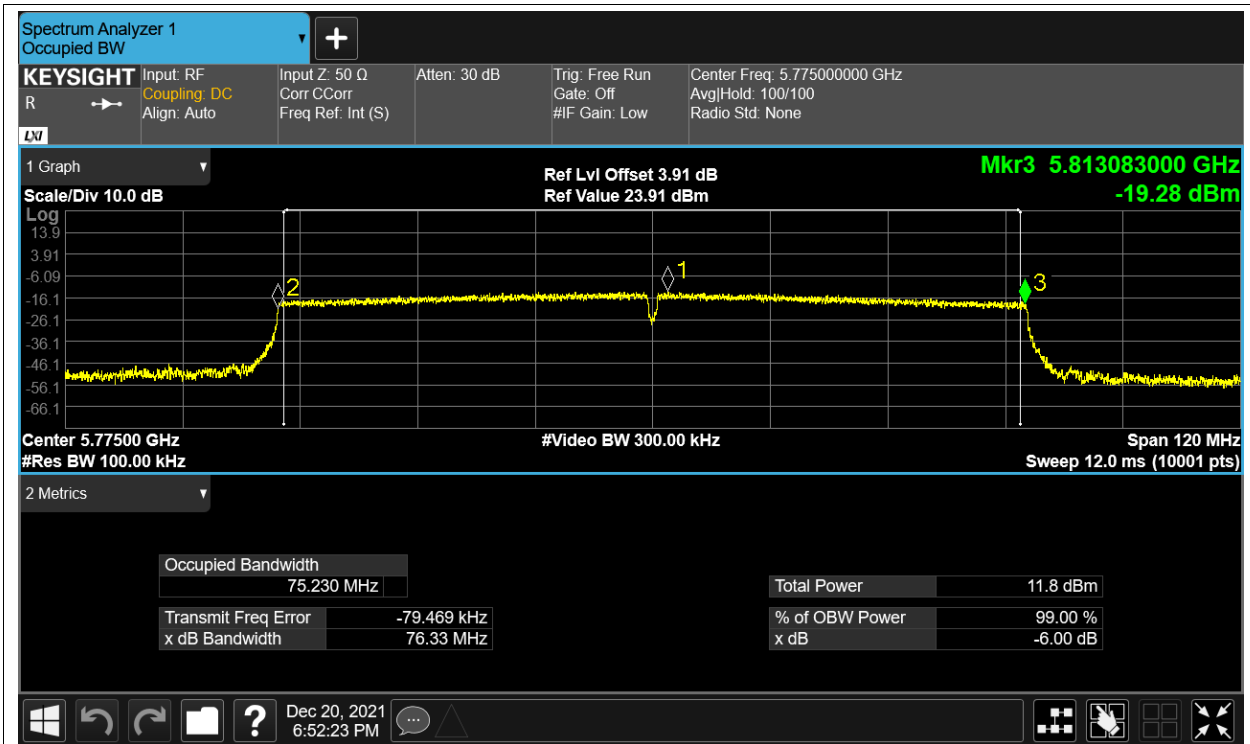 Spectrum Analyzer 1
Occupied BW
+
KEYSIGHT Input: RF Input Z: 50 Ω Atten: 30 dB Trig: Free Run Center Freq: 5.775000000 GHz
R Coupling: DC Corr CCorr Gate: Off Avg|Hold: 100/100
Align: Auto Freq Ref: Int (S) #IF Gain: Low Radio Std: None
LXI
1 Graph
Ref Lvl Offset 3.91 dB Mkr3 5.813083000 GHz
Scale/Div 10.0 dB Ref Value 23.91 dBm -19.28 dBm
Log
13.9
3.91
-6.09
-16.1
-26.1
-36.1
-46.1
-56.1
-66.1
2
1
3
Center 5.77500 GHz #Video BW 300.00 kHz Span 120 MHz
#Res BW 100.00 kHz Sweep 12.0 ms (10001 pts)
2 Metrics
Occupied Bandwidth
75.230 MHz Total Power 11.8 dBm
Transmit Freq Error -79.469 kHz % of OBW Power 99.00 %
x dB Bandwidth 76.33 MHz x dB -6.00 dB
? Dec 20, 2021
6:52:23 PM